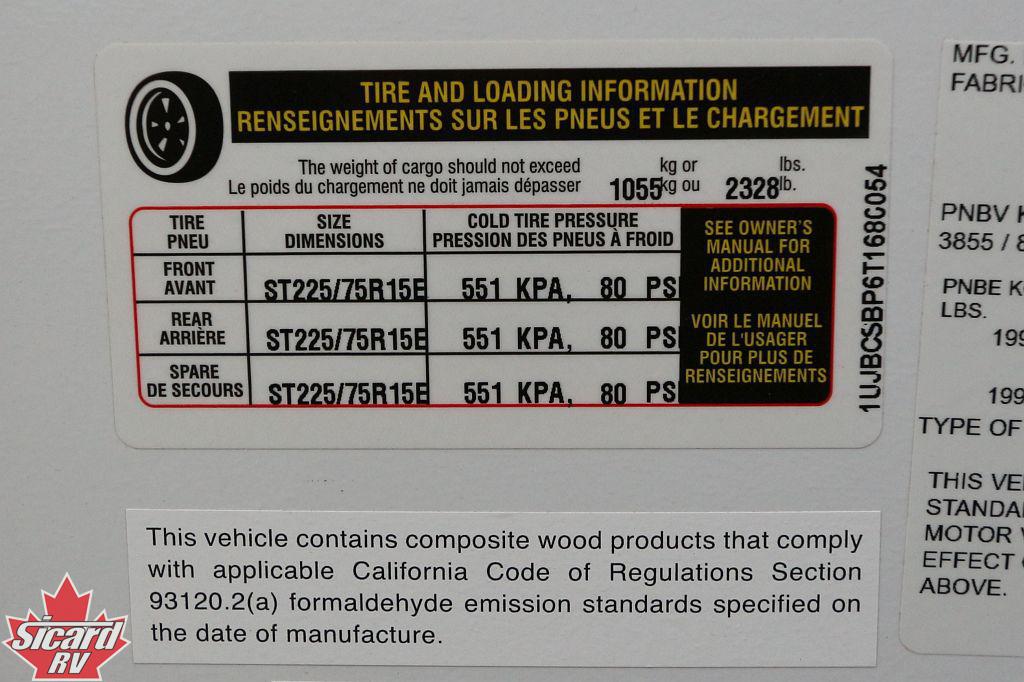 TIRE AND LOADING INFORMATION
RENSEIGNEMENTS SUR LES PNEUS ET LE CHARGEMENT
The weight of cargo should not exceed 1055 kg or 2328 lbs.
Le poids du chargement ne doit jamais dépasser kg ou lb.
TIRE PNEU
SIZE DIMENSIONS
COLD TIRE PRESSURE
PRESSION DES PNEUS À FROID
FRONT AVANT
ST225/75R15E 551 KPA, 80 PSI
REAR ARRIÈRE
ST225/75R15E 551 KPA, 80 PSI
SPARE DE SECOURS
ST225/75R15E 551 KPA, 80 PSI
SEE OWNER'S
MANUAL FOR
ADDITIONAL
INFORMATION
VOIR LE MANUEL
DE L'USAGER
POUR PLUS DE
RENSEIGNEMENTS
1UJBCSBP6T168C054
This vehicle contains composite wood products that comply
with applicable California Code of Regulations Section
93120.2(a) formaldehyde emission standards specified on
the date of manufacture.
MFG.
FABRI
PNBV K
3855 / 8
PNBE K
LBS.
199
199
TYPE OF
THIS VE
STANDA
MOTOR V
EFFECT
ABOVE.
Sicard
RV